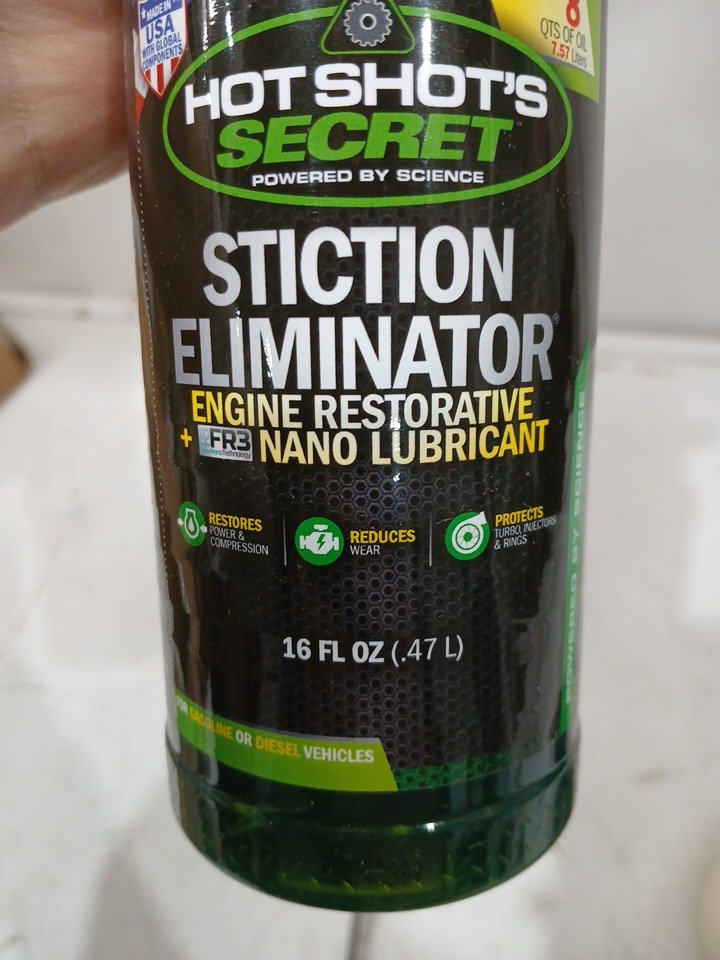 MADE IN
USA
WITH GLOBAL
COMPONENTS
8
QTS OF OIL
7.57 Liters
HOT SHOT'S
SECRET
POWERED BY SCIENCE
STICTION
ELIMINATOR®
ENGINE RESTORATIVE
+ FR3 NANO LUBRICANT
Nanotechnology
RESTORES
POWER &
COMPRESSION
REDUCES
WEAR
PROTECTS
TURBO, INJECTORS
& RINGS
POWERED BY SCIENCE
16 FL OZ (.47 L)
FOR GASOLINE OR DIESEL VEHICLES